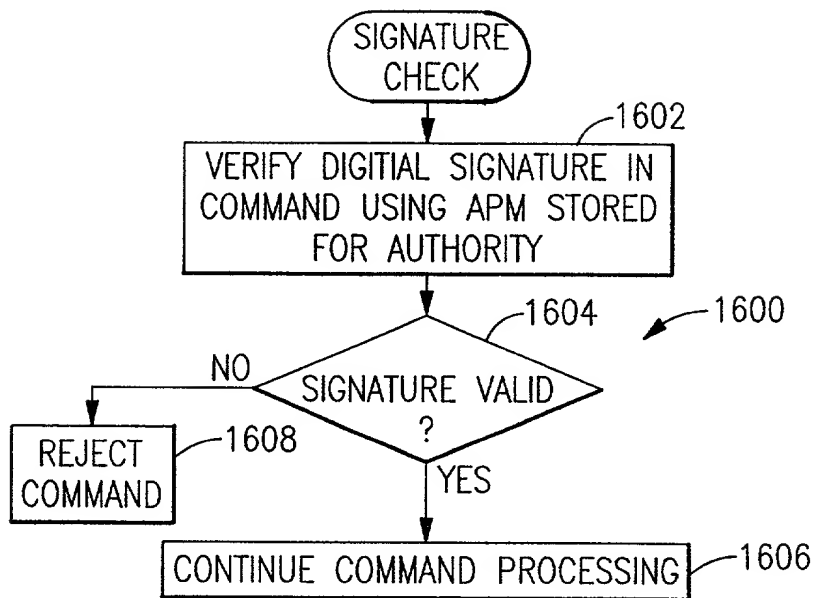 SIGNATURE
CHECK
1602
VERIFY DIGITIAL SIGNATURE IN
COMMAND USING APM STORED
FOR AUTHORITY
1604
1600
NO
SIGNATURE VALID
?
REJECT
COMMAND
1608
YES
CONTINUE COMMAND PROCESSING
1606